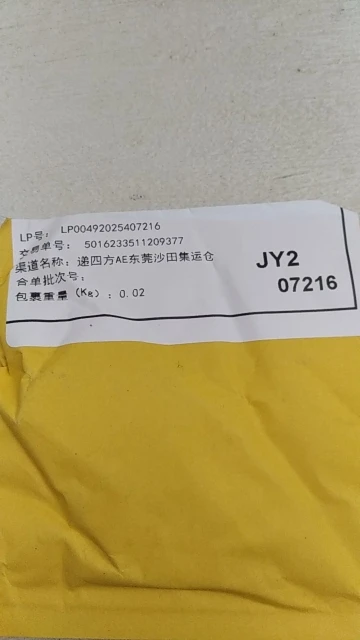 LP号: LP00492025407216
交易单号: 5016233511209377
渠道名称: 递四方AE东莞沙田集运仓
合单批次号:
包裹重量 (Kg) : 0.02
JY2
07216